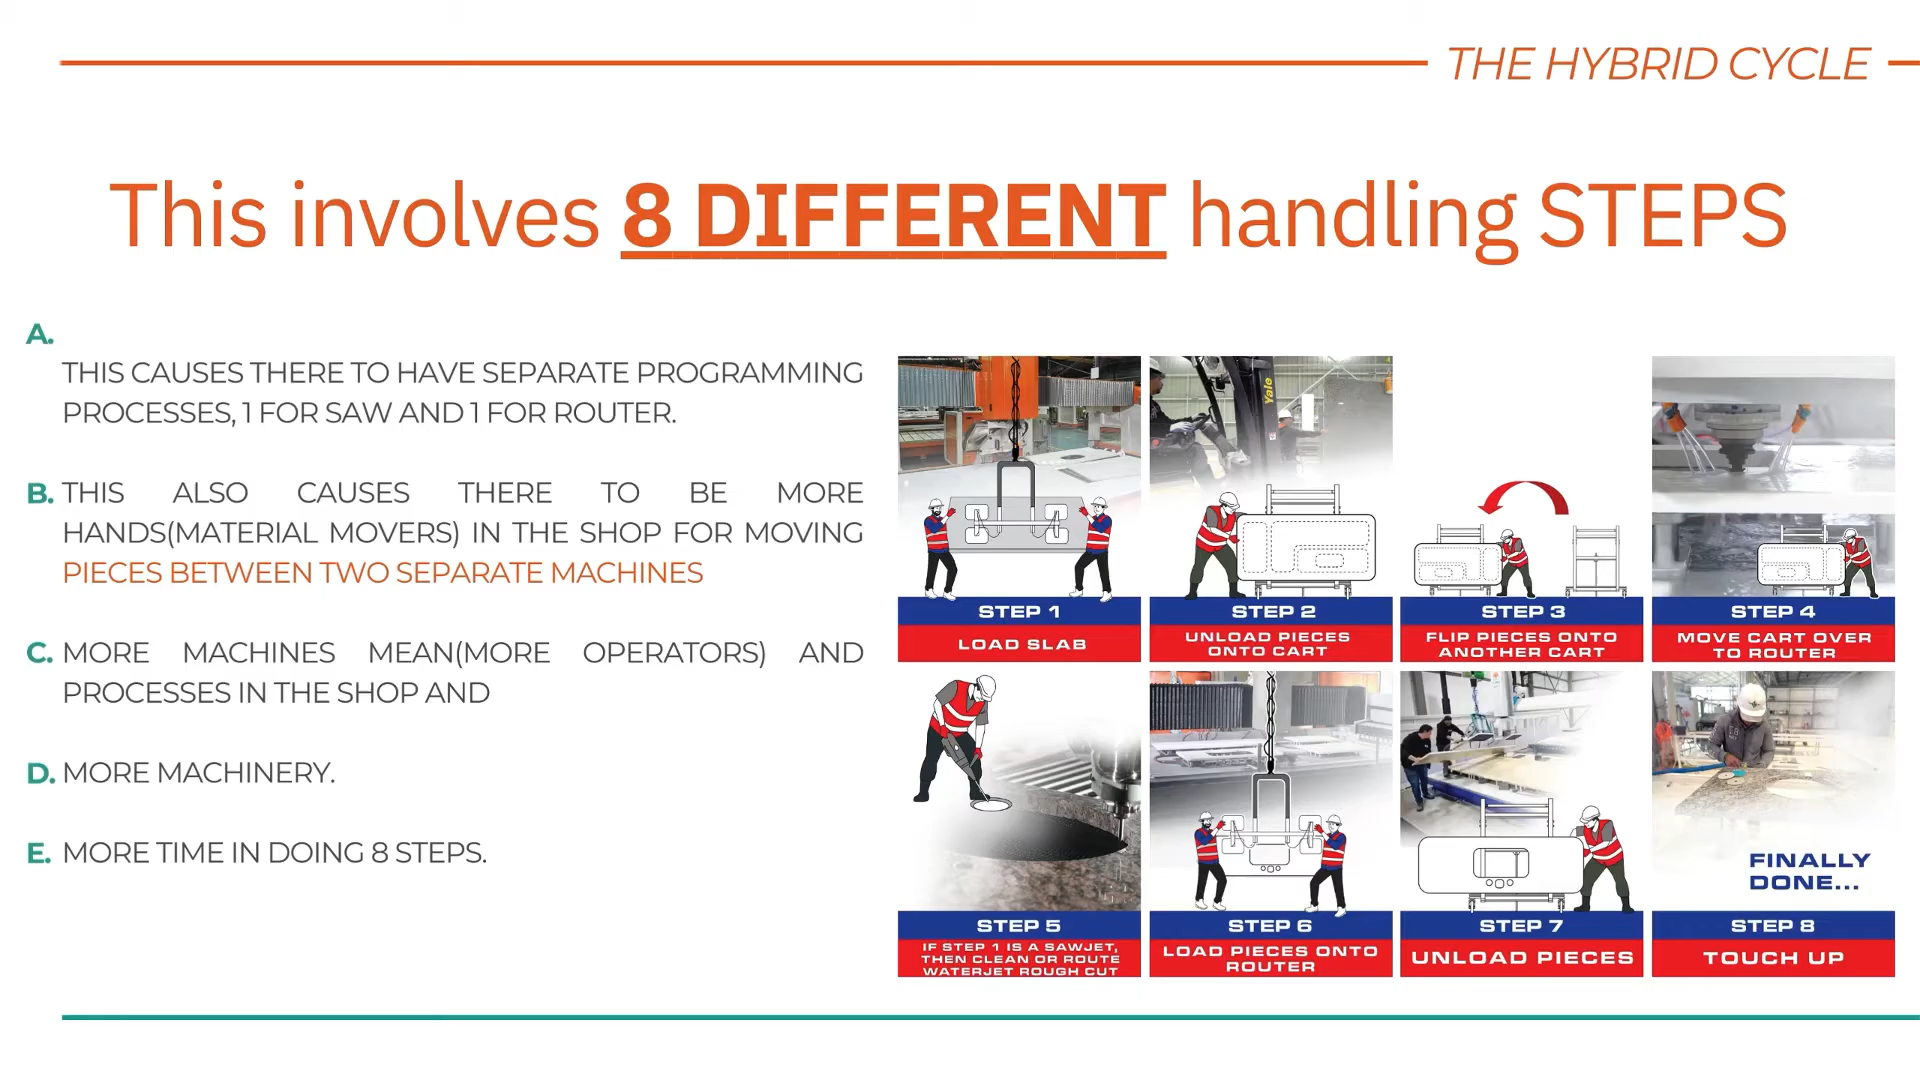 THE HYBRID CYCLE
This involves 8 DIFFERENT handling STEPS
A.
THIS CAUSES THERE TO HAVE SEPARATE PROGRAMMING
PROCESSES, 1 FOR SAW AND 1 FOR ROUTER.
B. THIS ALSO CAUSES THERE TO BE MORE
HANDS(MATERIAL MOVERS) IN THE SHOP FOR MOVING
PIECES BETWEEN TWO SEPARATE MACHINES
C. MORE MACHINES MEAN(MORE OPERATORS) AND
PROCESSES IN THE SHOP AND
D. MORE MACHINERY.
E. MORE TIME IN DOING 8 STEPS.
STEP 1
LOAD SLAB
Yale
STEP 2
UNLOAD PIECES
ONTO CART
STEP 3
FLIP PIECES ONTO
ANOTHER CART
STEP 4
MOVE CART OVER
TO ROUTER
STEP 5
IF STEP 1 IS A SAWJET,
THEN CLEAN OR ROUTE
WATERJET ROUGH CUT
STEP 6
LOAD PIECES ONTO
ROUTER
STEP 7
UNLOAD PIECES
FINALLY
DONE...
STEP 8
TOUCH UP